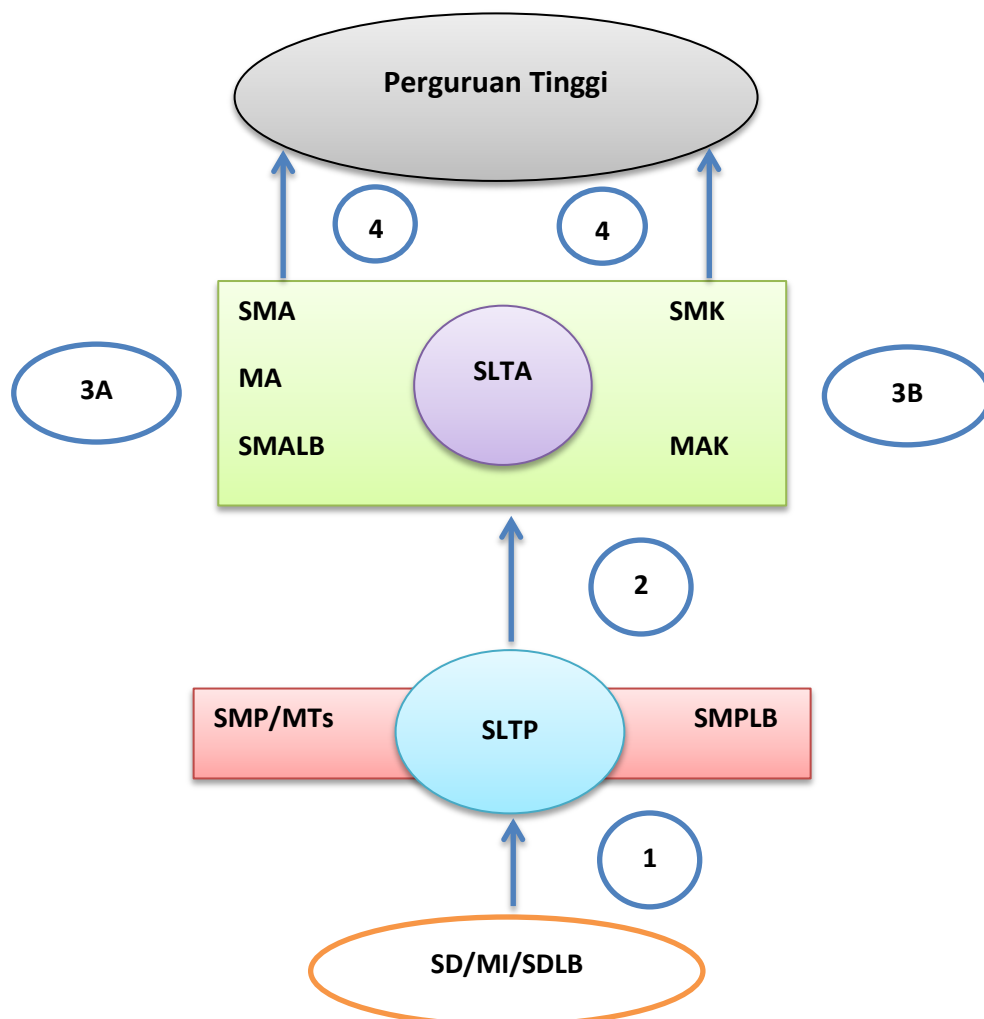 Perguruan Tinggi
4
4
SMA
SMK
3A
MA
SLTA
3B
SMALB
MAK
2
SMP/MTs
SLTP
SMPLB
1
SD/MI/SDLB